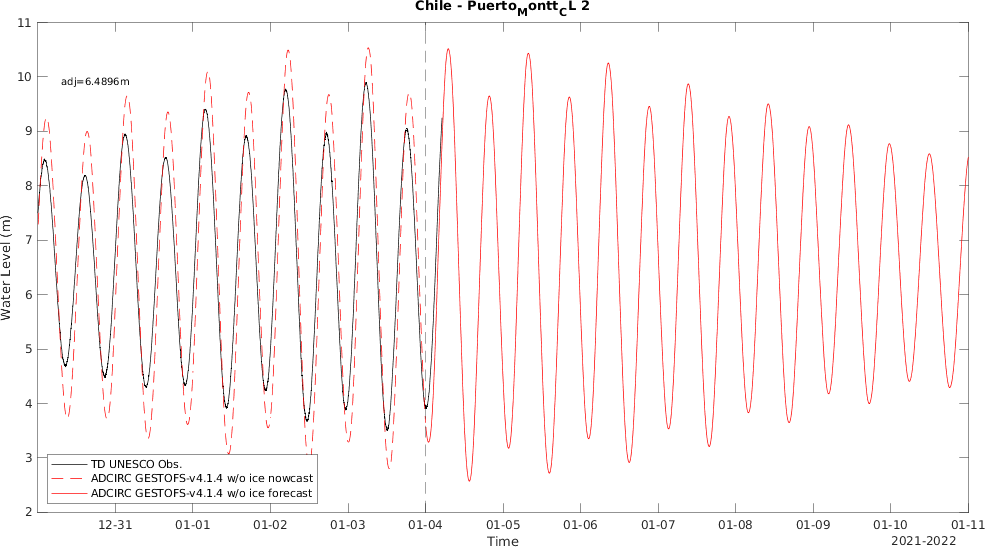 Chile - Puerto_Montt_CL 2
11
10
9
8
7
6
5
4
3
2
Water Level (m)
adj=6.4896m
TD UNESCO Obs.
ADCIRC GESTOFS-v4.1.4 w/o ice nowcast
ADCIRC GESTOFS-v4.1.4 w/o ice forecast
12-31 01-01 01-02 01-03 01-04 01-05 01-06 01-07 01-08 01-09 01-10 01-11
Time
2021-2022